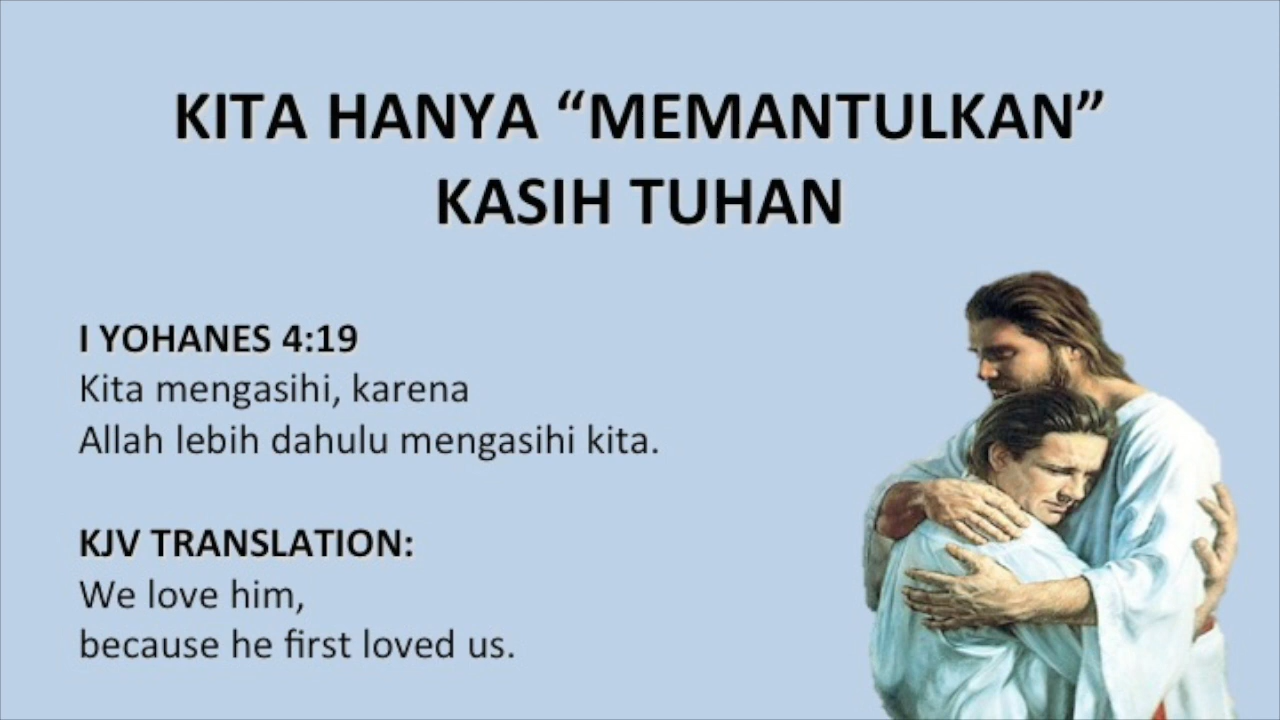 KITA HANYA “MEMANTULKAN”
KASIH TUHAN
I YOHANES 4:19
Kita mengasihi, karena
Allah lebih dahulu mengasihi kita.
KJV TRANSLATION:
We love him,
because he first loved us.